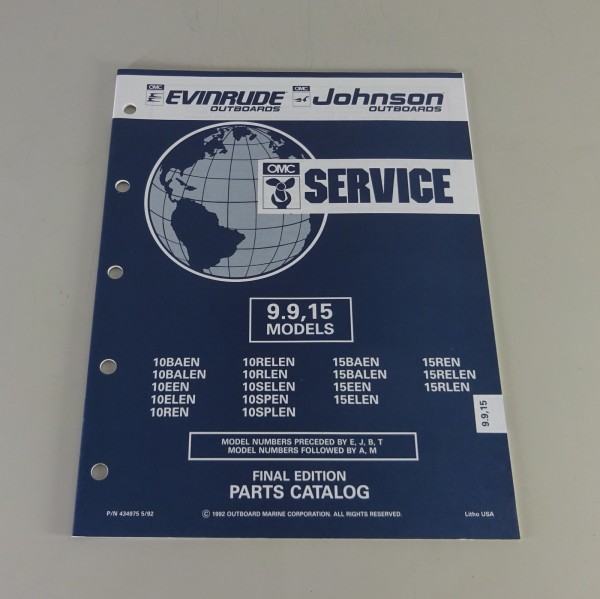 OMC EVINRUDE OUTBOARDS OMC Johnson OUTBOARDS
OMC SERVICE
9.9,15
MODELS
10BAEN 10RELEN 15BAEN 15REN
10BALEN 10RLEN 15BALEN 15RELEN
10EEN 10SELEN 15EEN 15RLEN
10ELEN 10SPEN 15ELEN
10REN 10SPLEN
9.9,15
MODEL NUMBERS PRECEDED BY E, J, B, T
MODEL NUMBERS FOLLOWED BY A, M
FINAL EDITION
PARTS CATALOG
P/N 434975 5/92 © 1992 OUTBOARD MARINE CORPORATION. ALL RIGHTS RESERVED. Litho USA